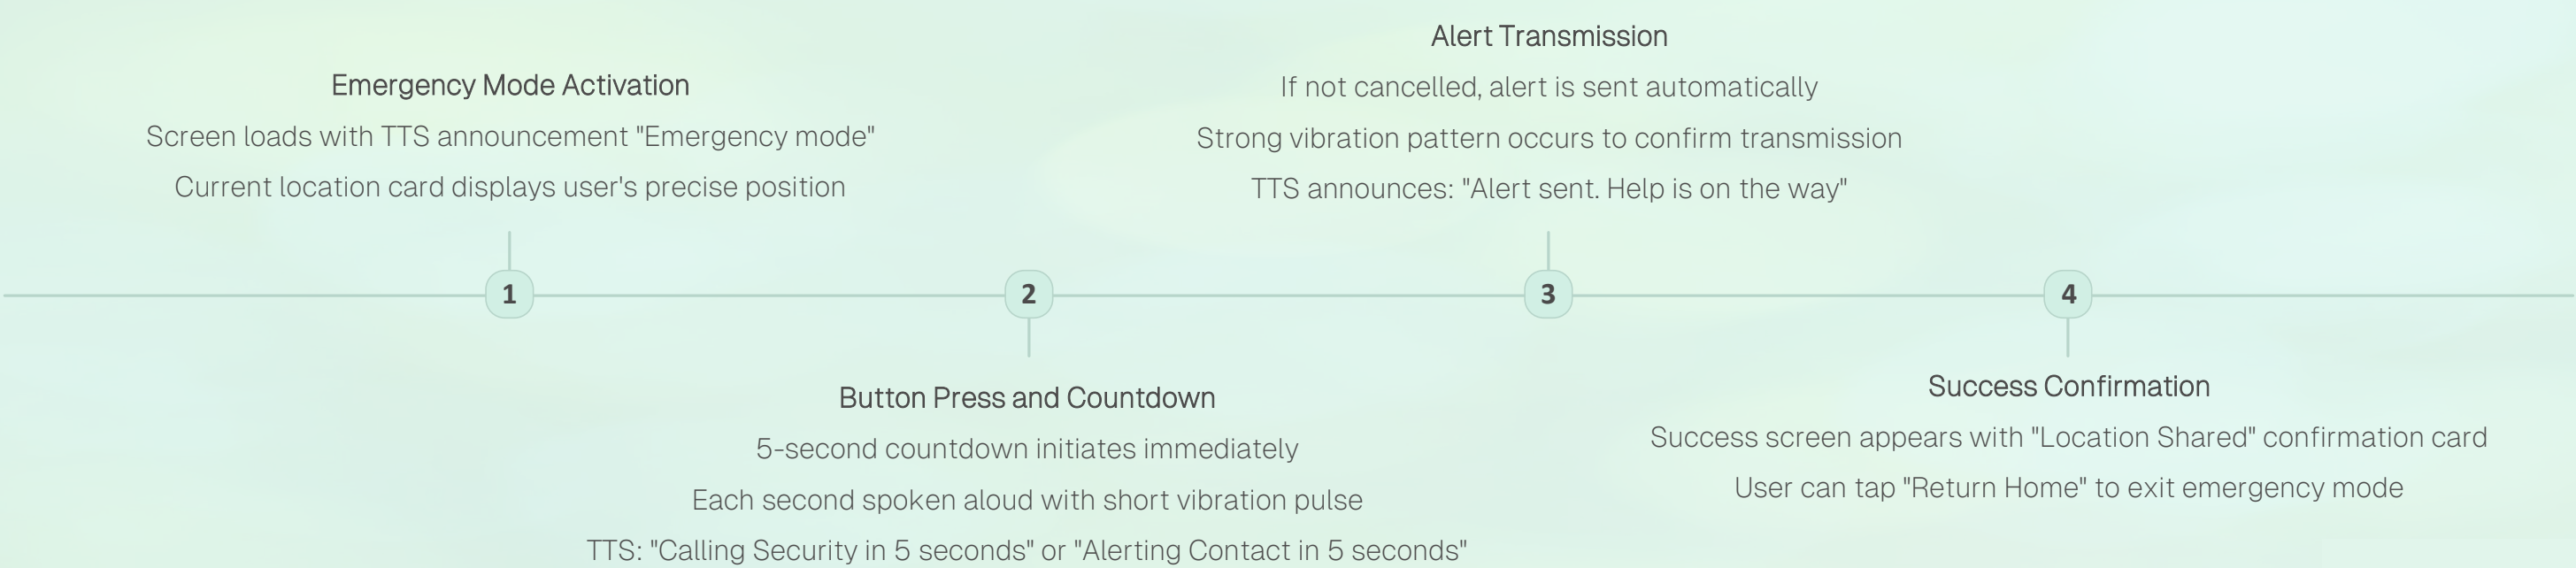 Emergency Mode Activation
Screen loads with TTS announcement "Emergency mode"
Current location card displays user's precise position
1
Button Press and Countdown
5-second countdown initiates immediately
Each second spoken aloud with short vibration pulse
TTS: "Calling Security in 5 seconds" or "Alerting Contact in 5 seconds"
2
Alert Transmission
If not cancelled, alert is sent automatically
Strong vibration pattern occurs to confirm transmission
TTS announces: "Alert sent. Help is on the way"
3
Success Confirmation
Success screen appears with "Location Shared" confirmation card
User can tap "Return Home" to exit emergency mode
4